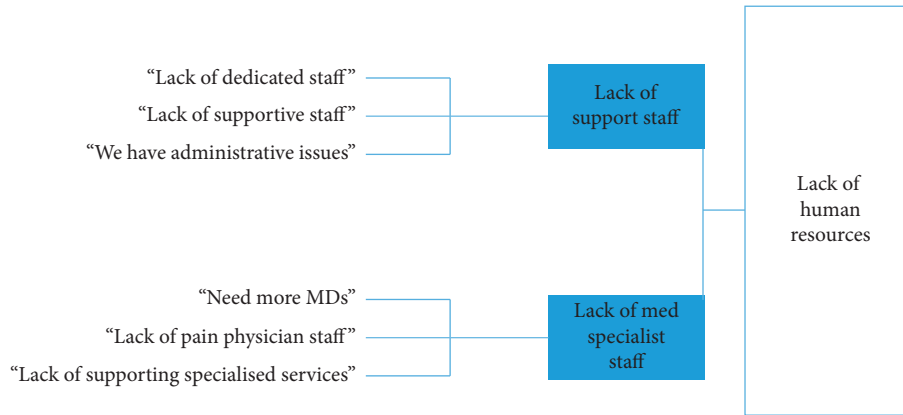 “Lack of dedicated staff”
“Lack of supportive staff”
“We have administrative issues”
Lack of
support staff
“Need more MDs”
“Lack of pain physician staff”
“Lack of supporting specialised services”
Lack of med
specialist
staff
Lack of
human
resources